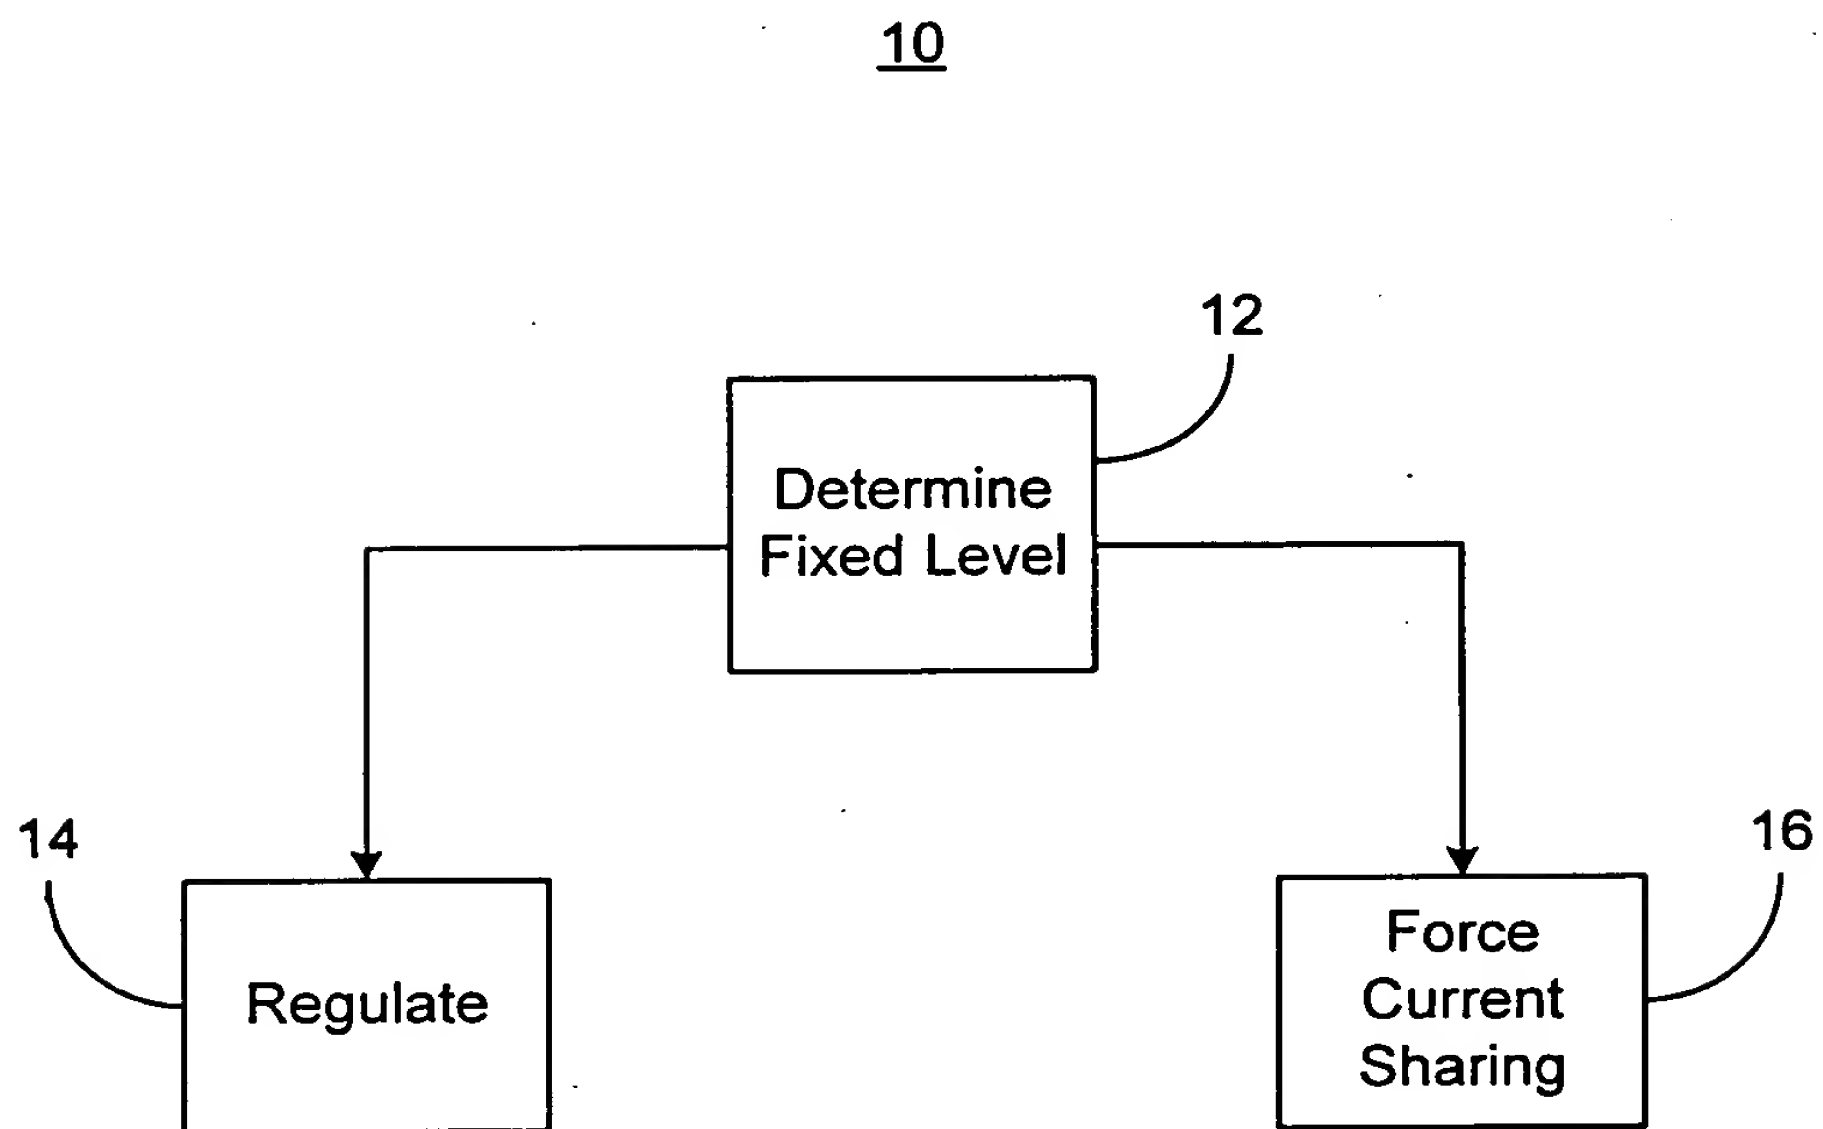 10
12
Determine
Fixed Level
14
16
Regulate
Force
Current
Sharing